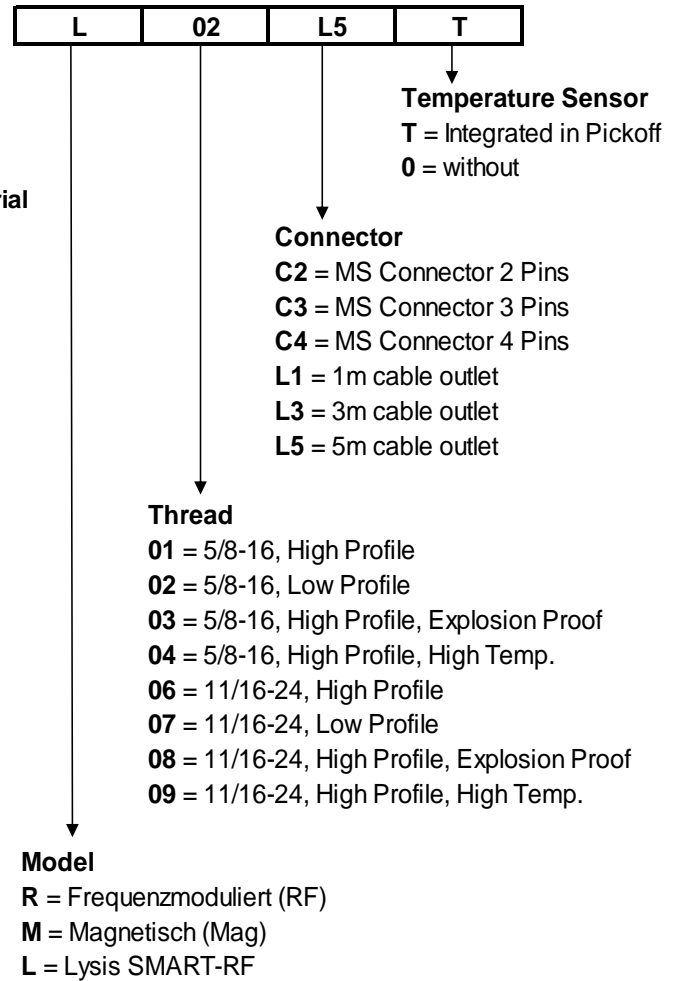 L 02 L5 T
Temperature Sensor
T = Integrated in Pickoff
0 = without
Connector
C2 = MS Connector 2 Pins
C3 = MS Connector 3 Pins
C4 = MS Connector 4 Pins
L1 = 1m cable outlet
L3 = 3m cable outlet
L5 = 5m cable outlet
Thread
01 = 5/8-16, High Profile
02 = 5/8-16, Low Profile
03 = 5/8-16, High Profile, Explosion Proof
04 = 5/8-16, High Profile, High Temp.
06 = 11/16-24, High Profile
07 = 11/16-24, Low Profile
08 = 11/16-24, High Profile, Explosion Proof
09 = 11/16-24, High Profile, High Temp.
Model
R = Frequenzmoduliert (RF)
M = Magnetisch (Mag)
L = Lysis SMART-RF